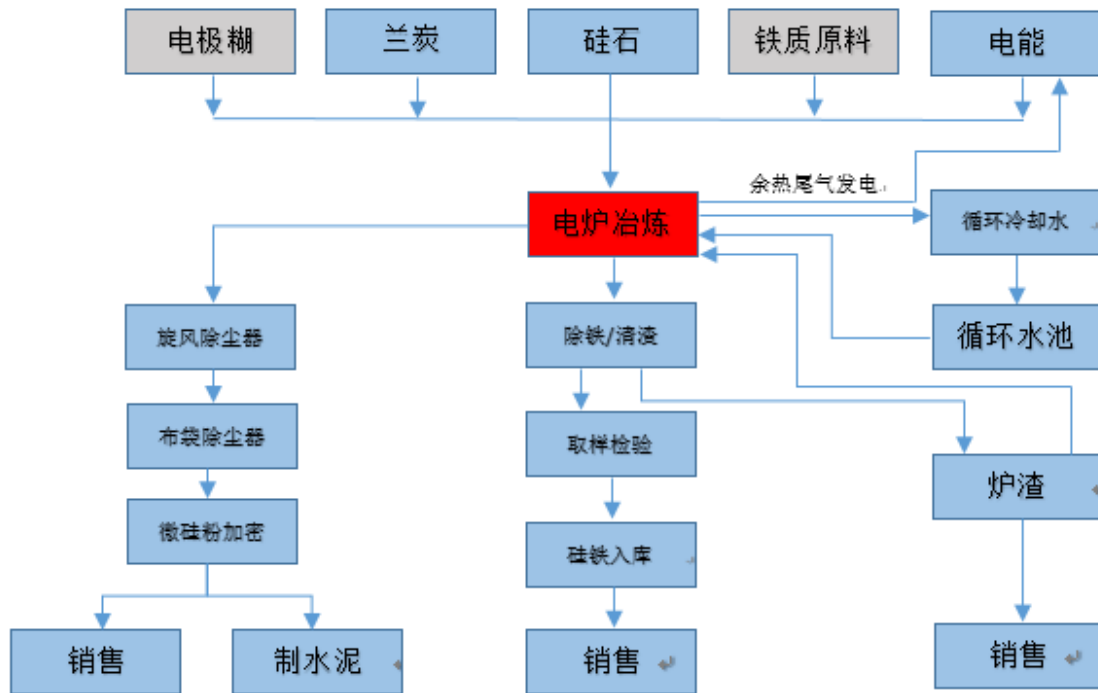 电极糊
兰炭
硅石
铁质原料
电能
余热尾气发电
电炉冶炼
循环冷却水
旋风除尘器
除铁/清渣
循环水池
布袋除尘器
取样检验
炉渣
微硅粉加密
硅铁入库
销售
制水泥
销售
销售